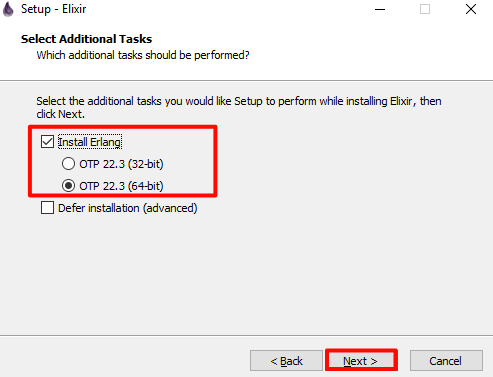 Setup - Elixir
Select Additional Tasks
Which additional tasks should be performed?
Select the additional tasks you would like Setup to perform while installing Elixir, then
click Next.
Install Erlang
OTP 22.3 (32-bit)
OTP 22.3 (64-bit)
Defer installation (advanced)
< Back
Next >
Cancel